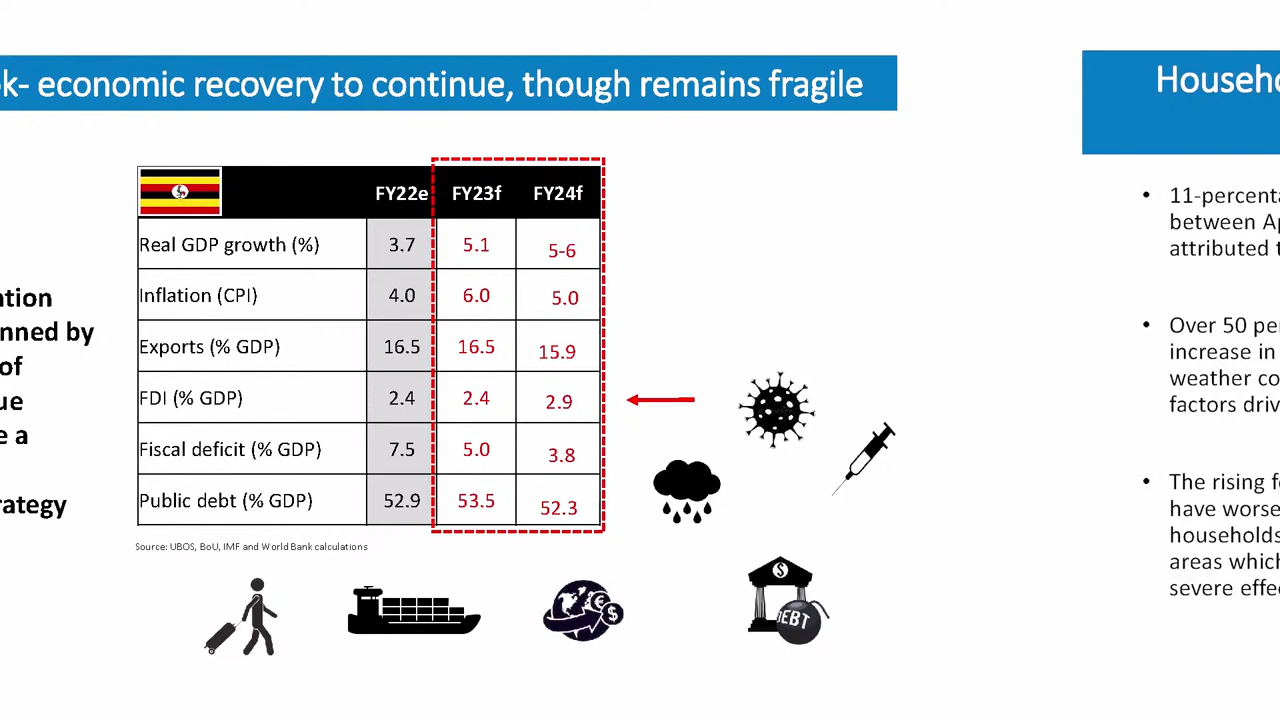 k- economic recovery to continue, though remains fragile
FY22e FY23f FY24f
Real GDP growth (%) 3.7 5.1 5-6
Inflation (CPI) 4.0 6.0 5.0
Exports (% GDP) 16.5 16.5 15.9
FDI (% GDP) 2.4 2.4 2.9
Fiscal deficit (% GDP) 7.5 5.0 3.8
Public debt (% GDP) 52.9 53.5 52.3
Source: UBOS, BoU, IMF and World Bank calculations
ntion
nned by
of
ue
e a
rategy
$
€
$
DEBT
Househo
• 11-percenta
between Ap
attributed t
• Over 50 per
increase in
weather co
factors driv
• The rising fo
have worse
households
areas which
severe effe